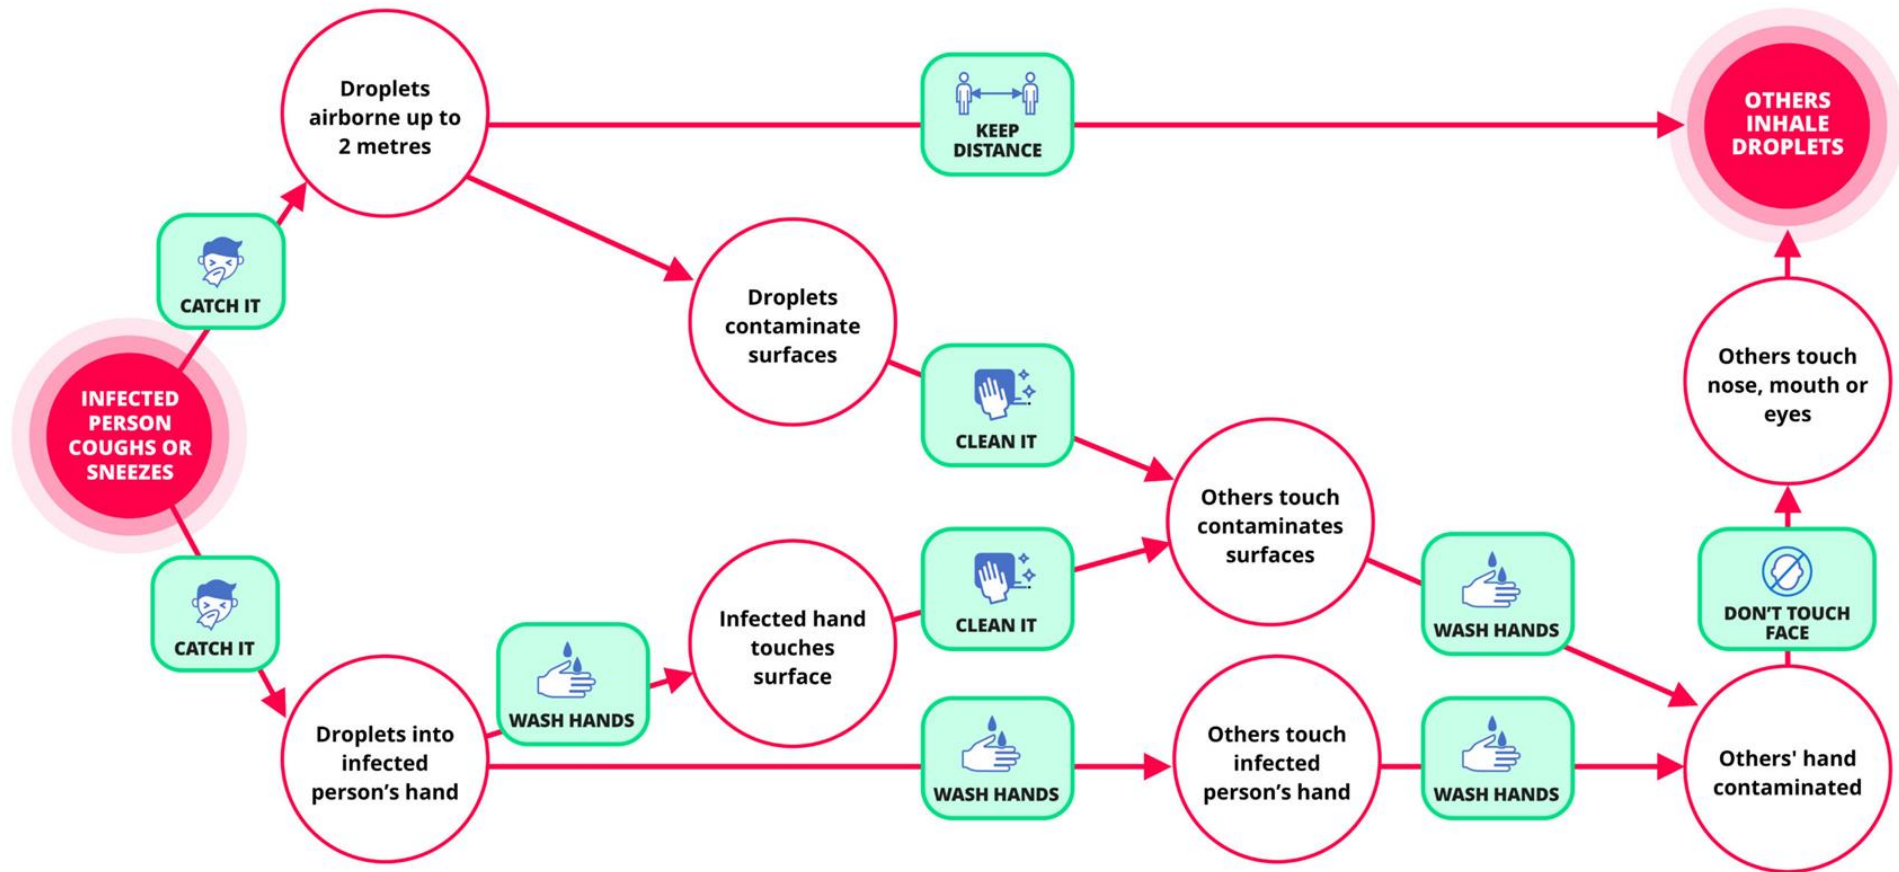 Droplets
airborne up to
2 metres
KEEP
DISTANCE
OTHERS
INHALE
DROPLETS
CATCH IT
Droplets
contaminate
surfaces
Others touch
nose, mouth or
eyes
INFECTED
PERSON
COUGHS OR
SNEEZES
CLEAN IT
Others touch
contaminates
surfaces
CATCH IT
WASH HANDS
Infected hand
touches
surface
CLEAN IT
WASH HANDS
DON'T TOUCH
FACE
Droplets into
infected
person’s hand
WASH HANDS
Others touch
infected
person’s hand
WASH HANDS
Others' hand
contaminated